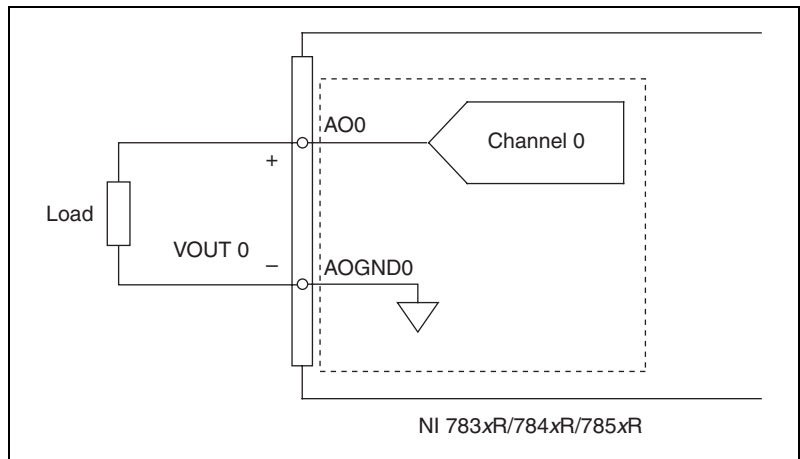 AO0
Channel 0
+
Load
VOUT 0
–
AOGND0
NI 783xR/784xR/785xR